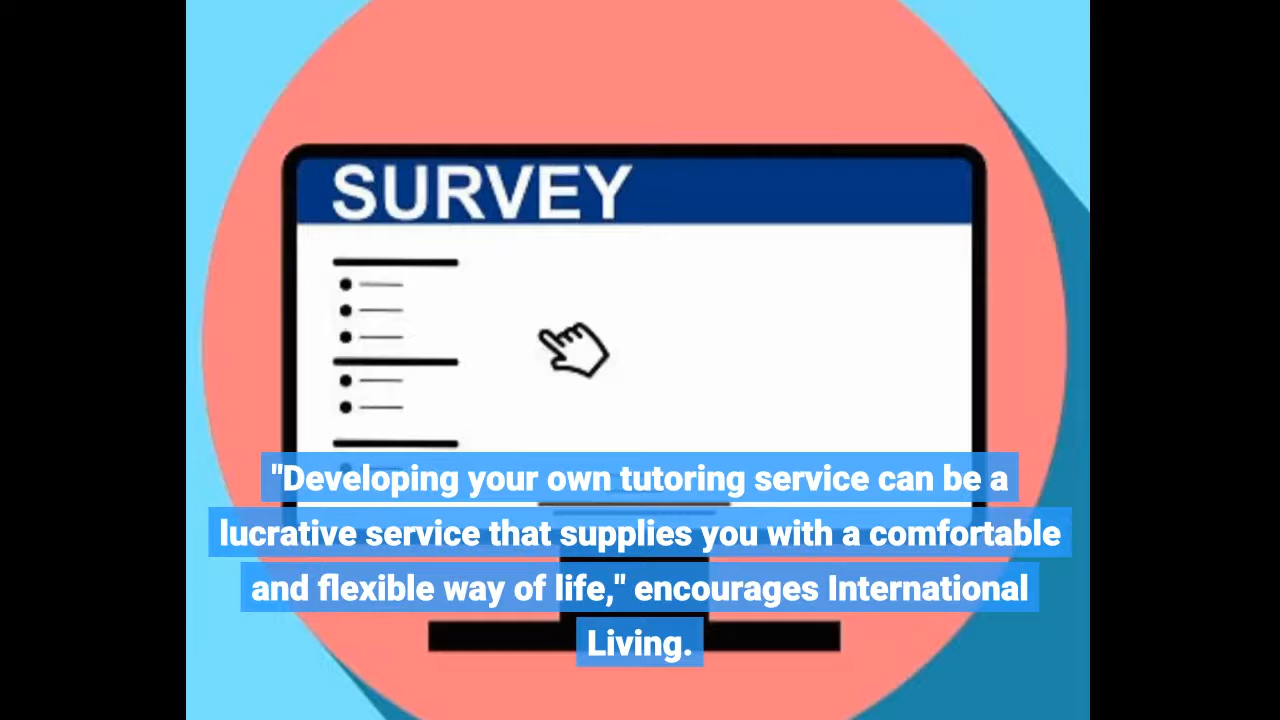 SURVEY
"Developing your own tutoring service can be a
lucrative service that supplies you with a comfortable
and flexible way of life," encourages International
Living.